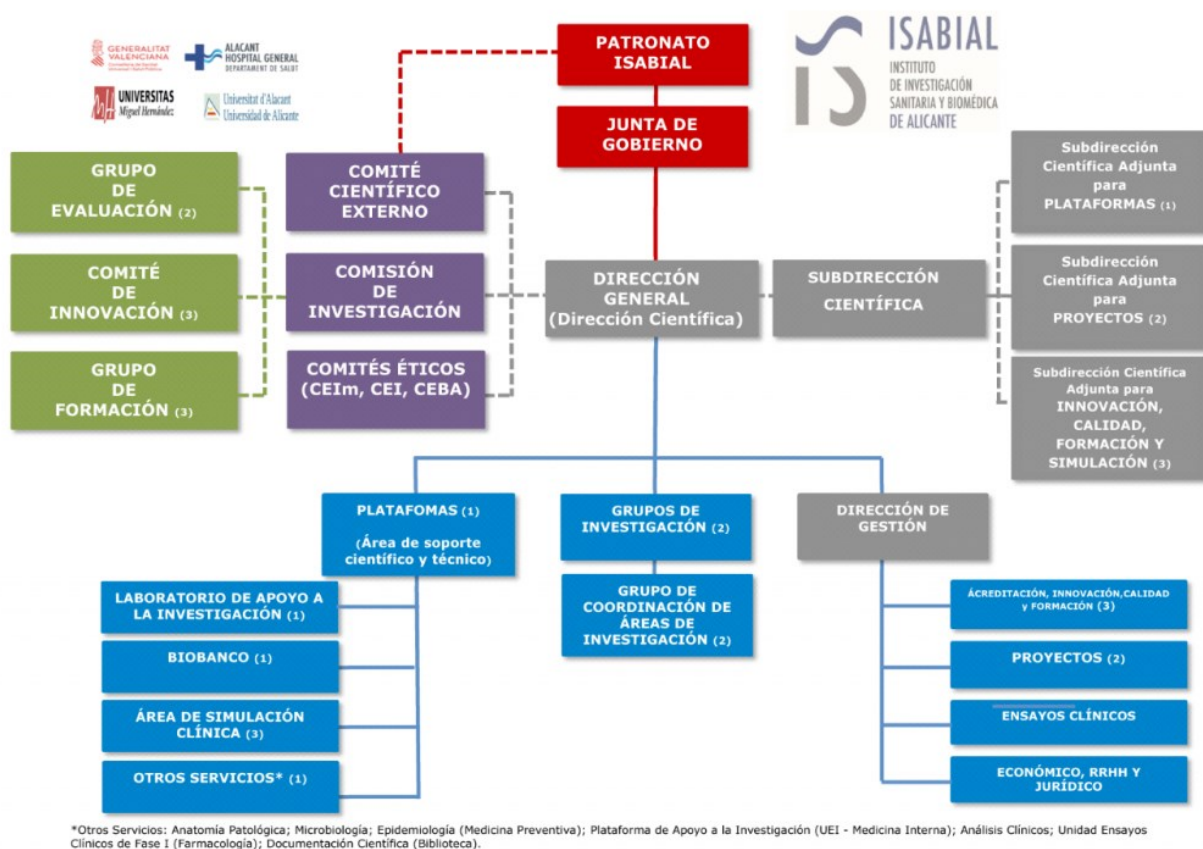 GENERALITAT
VALENCIANA
ALACANT
HOSPITAL GENERAL
DEPARTAMENT DE SALUT
UNIVERSITAS
Miguel Hernández
Universitat d'Alacant
Universidad de Alicante
PATRONATO
ISABIAL
ISABIAL
INSTITUTO
DE INVESTIGACIÓN
SANITARIA Y BIOMÉDICA
DE ALICANTE
JUNTA DE
GOBIERNO
GRUPO
DE
EVALUACIÓN (2)
COMITÉ
CIENTÍFICO
EXTERNO
Subdirección
Científica Adjunta
para
PLATAFORMAS (1)
COMITÉ
DE
INNOVACIÓN (3)
COMISIÓN
DE
INVESTIGACIÓN
DIRECCIÓN
GENERAL
(Dirección Científica)
SUBDIRECCIÓN
CIENTÍFICA
Subdirección
Científica Adjunta
para
PROYECTOS (2)
GRUPO
DE
FORMACIÓN (3)
COMITÉS ÉTICOS
(CEIm, CEI, CEBA)
Subdirección Científica
Adjunta para
INNOVACIÓN,
CALIDAD,
FORMACIÓN Y
SIMULACIÓN (3)
PLATAFOMAS (1)
(Área de soporte
científico y técnico)
GRUPOS DE
INVESTIGACIÓN (2)
DIRECCIÓN DE
GESTIÓN
LABORATORIO DE APOYO A
LA INVESTIGACIÓN (1)
BIOBANCO (1)
ÁREA DE SIMULACIÓN
CLÍNICA (3)
OTROS SERVICIOS* (1)
GRUPO DE
COORDINACIÓN DE
ÁREAS DE
INVESTIGACIÓN (2)
ÁCREDITACIÓN, INNOVACIÓN,CALIDAD
y FORMACIÓN (3)
PROYECTOS (2)
ENSAYOS CLÍNICOS
ECONÓMICO, RRHH Y
JURÍDICO
*Otros Servicios: Anatomía Patológica; Microbiología; Epidemiología (Medicina Preventiva); Plataforma de Apoyo a la Investigación (UEI - Medicina Interna); Análisis Clínicos; Unidad Ensayos
Clínicos de Fase I (Farmacología); Documentación Científica (Biblioteca).